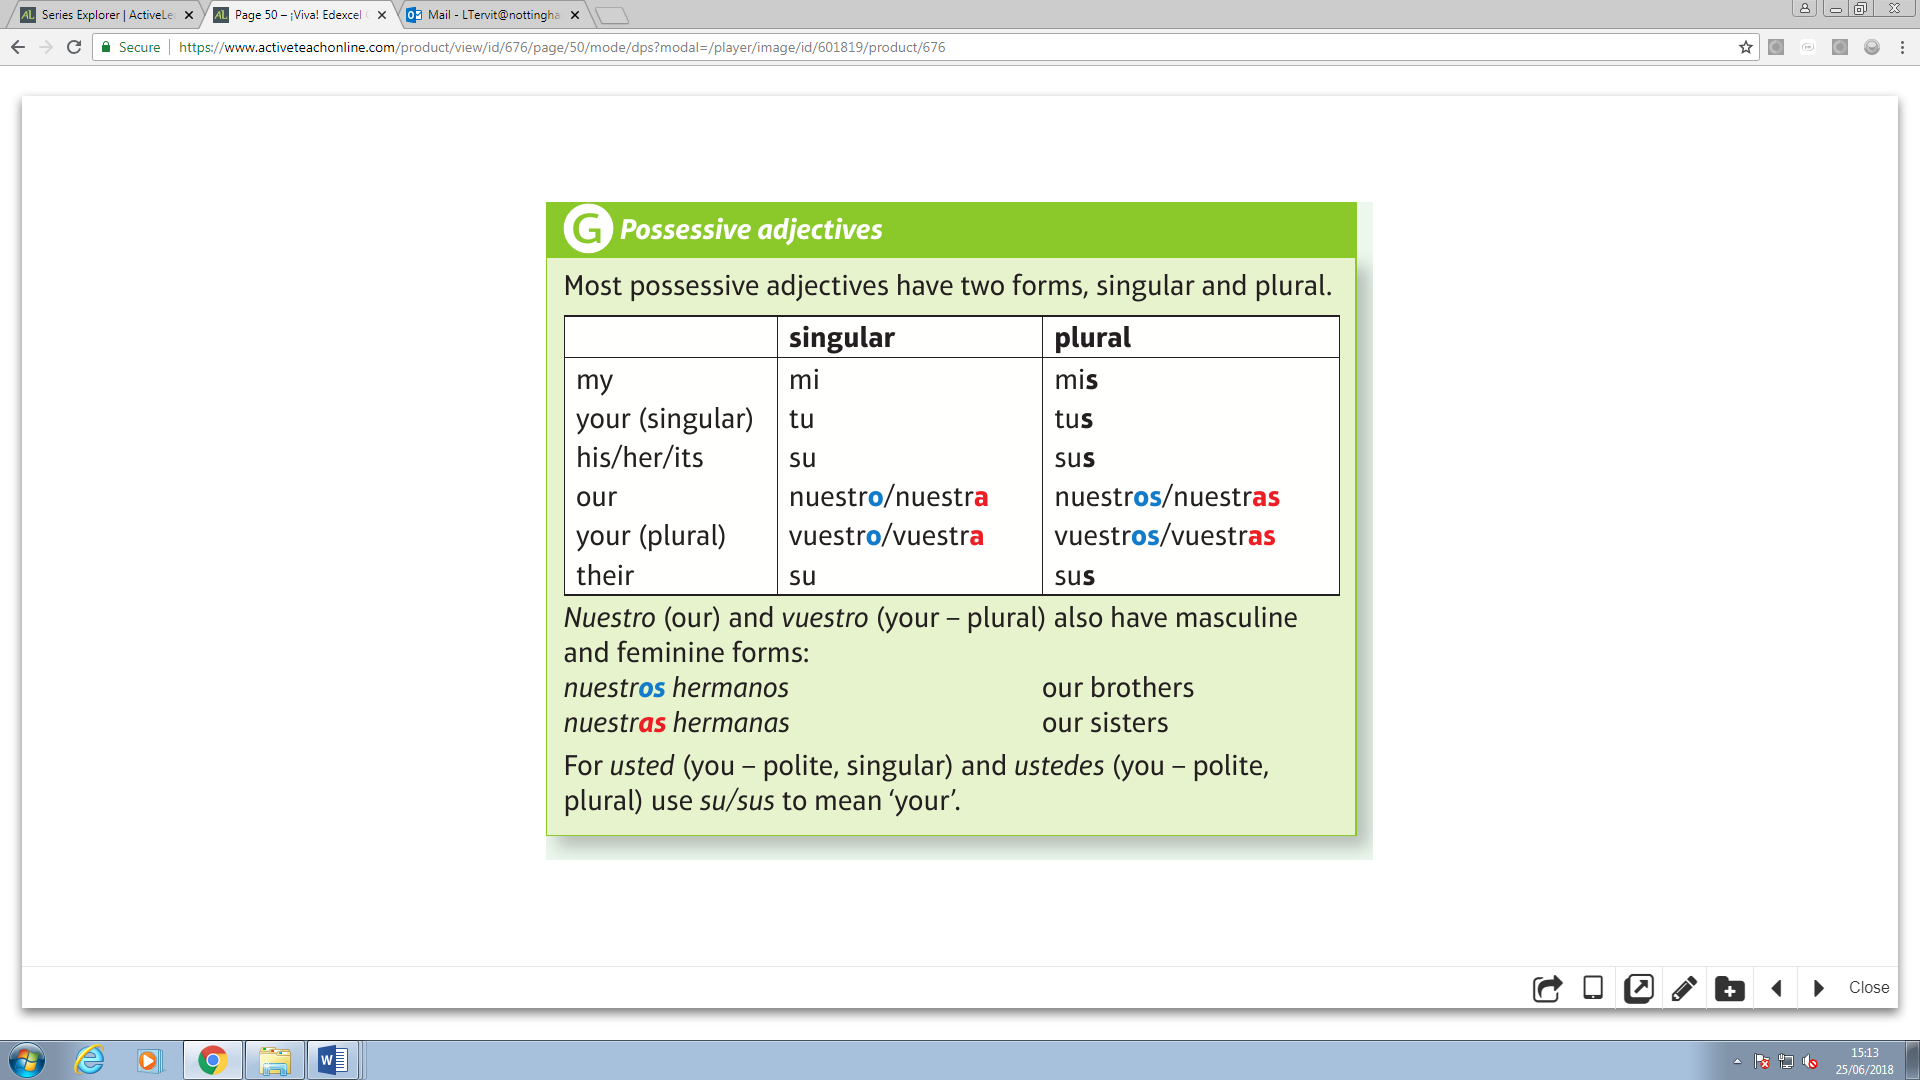 Series Explorer | ActiveLe
Page 50 – ¡Viva! Edexcel
Mail - LTervit@nottingha
Secure | https://www.activeteachonline.com/product/view/id/676/page/50/mode/dps?modal=/player/image/id/601819/product/676
G Possessive adjectives
Most possessive adjectives have two forms, singular and plural.
singular plural
my mi mis
your (singular) tu tus
his/her/its su sus
our nuestro/nuestra nuestros/nuestras
your (plural) vuestro/vuestra vuestros/vuestras
their su sus
Nuestro (our) and vuestro (your – plural) also have masculine
and feminine forms:
nuestros hermanos our brothers
nuestras hermanas our sisters
For usted (you – polite, singular) and ustedes (you – polite,
plural) use su/sus to mean ‘your’.
Close
15:13
25/06/2018